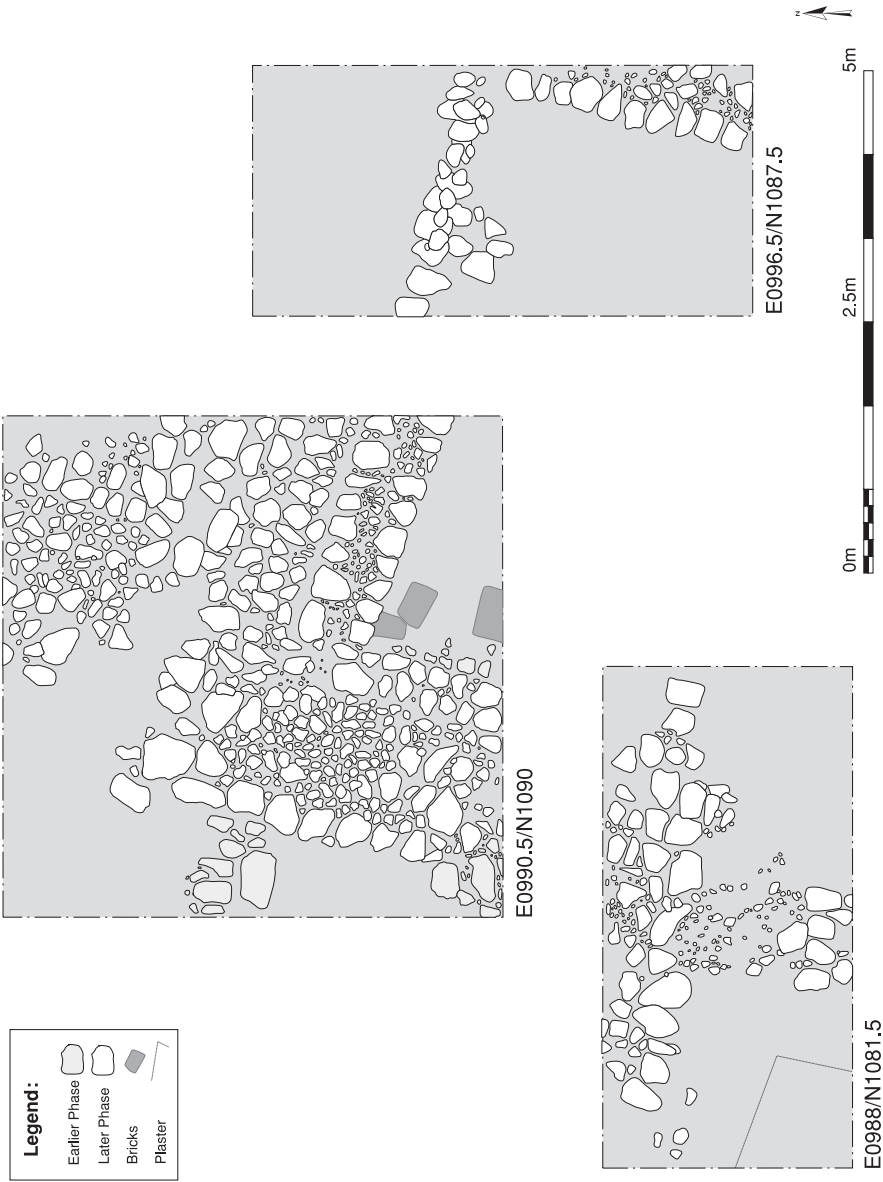 N
E0996.5/N1087.5
0m
2.5m
5m
E0990.5/N1090
E0988/N1081.5
Legend:
Earlier Phase
Later Phase
Bricks
Plaster